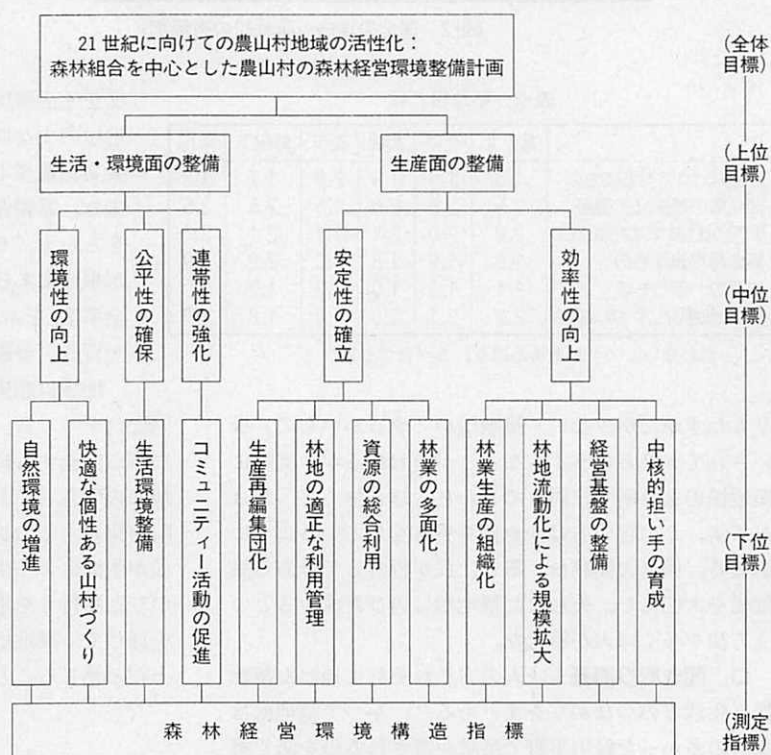 21世紀に向けての農山村地域の活性化：
森林組合を中心とした農山村の森林経営環境整備計画
(全体
目標)
生活・環境面の整備
生産面の整備
(上位
目標)
環境性の向上
公平性の確保
連帯性の強化
安定性の確立
効率性の向上
(中位
目標)
自然環境の増進
快適な個性ある山村づくり
生活環境整備
コミュニティー活動の促進
生産再編集団化
林地の適正な利用管理
資源の総合利用
林業の多面化
林業生産の組織化
林地流動化による規模拡大
経営基盤の整備
中核的担い手の育成
(下位
目標)
森林経営環境構造指標
(測定
指標)